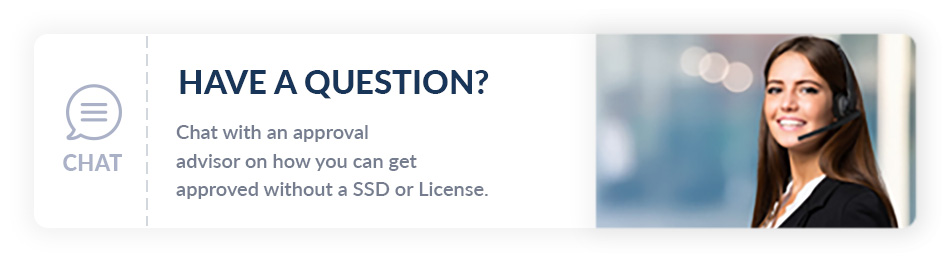 HAVE A QUESTION?
Chat with an approval
advisor on how you can get
approved without a SSD or License.
CHAT